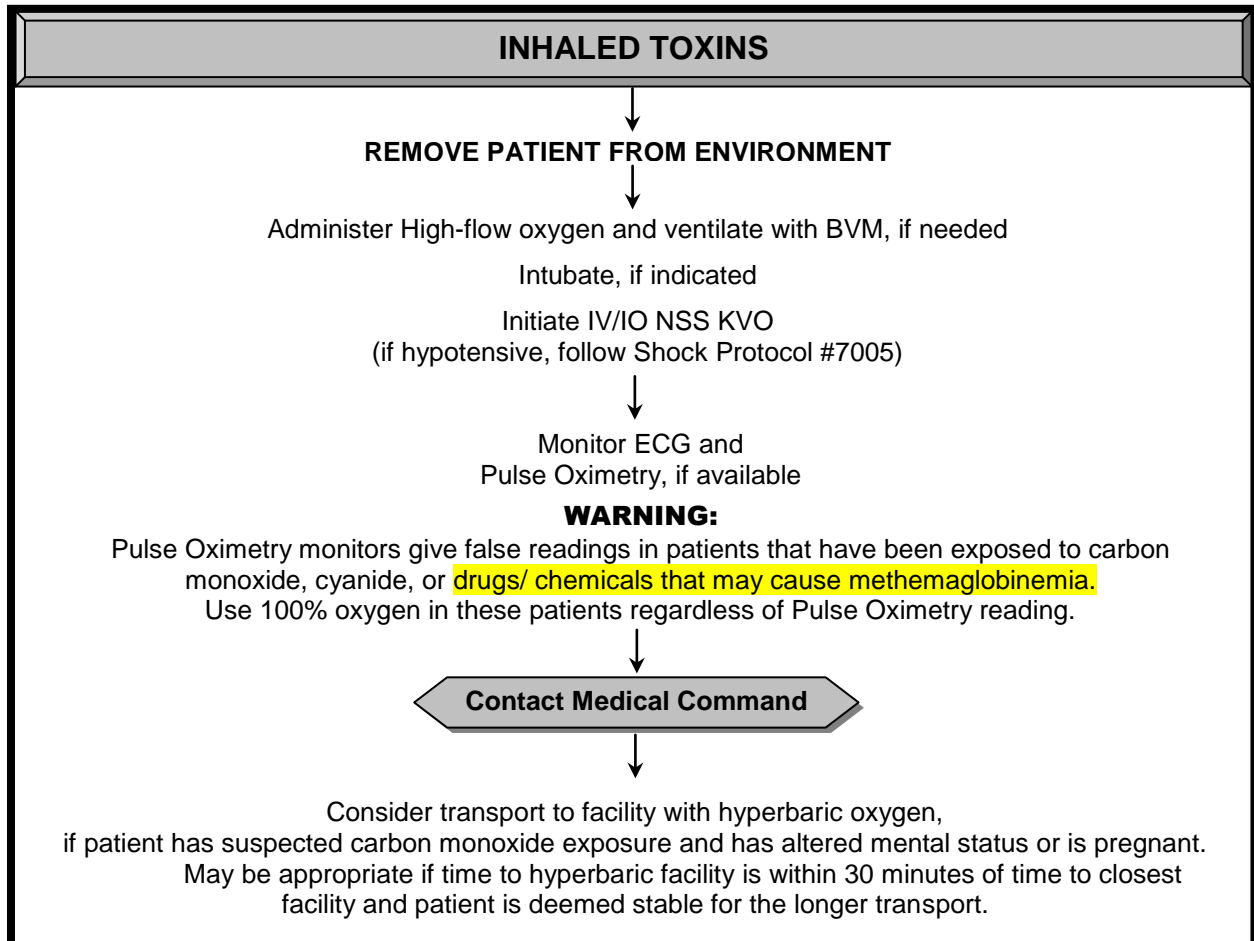 INHALED TOXINS
REMOVE PATIENT FROM ENVIRONMENT
Administer High-flow oxygen and ventilate with BVM, if needed
Intubate, if indicated
Initiate IV/IO NSS KVO
(if hypotensive, follow Shock Protocol #7005)
Monitor ECG and
Pulse Oximetry, if available
WARNING:
Pulse Oximetry monitors give false readings in patients that have been exposed to carbon
monoxide, cyanide, or drugs/ chemicals that may cause methemaglobinemia.
Use 100% oxygen in these patients regardless of Pulse Oximetry reading.
Contact Medical Command
Consider transport to facility with hyperbaric oxygen,
if patient has suspected carbon monoxide exposure and has altered mental status or is pregnant.
May be appropriate if time to hyperbaric facility is within 30 minutes of time to closest
facility and patient is deemed stable for the longer transport.